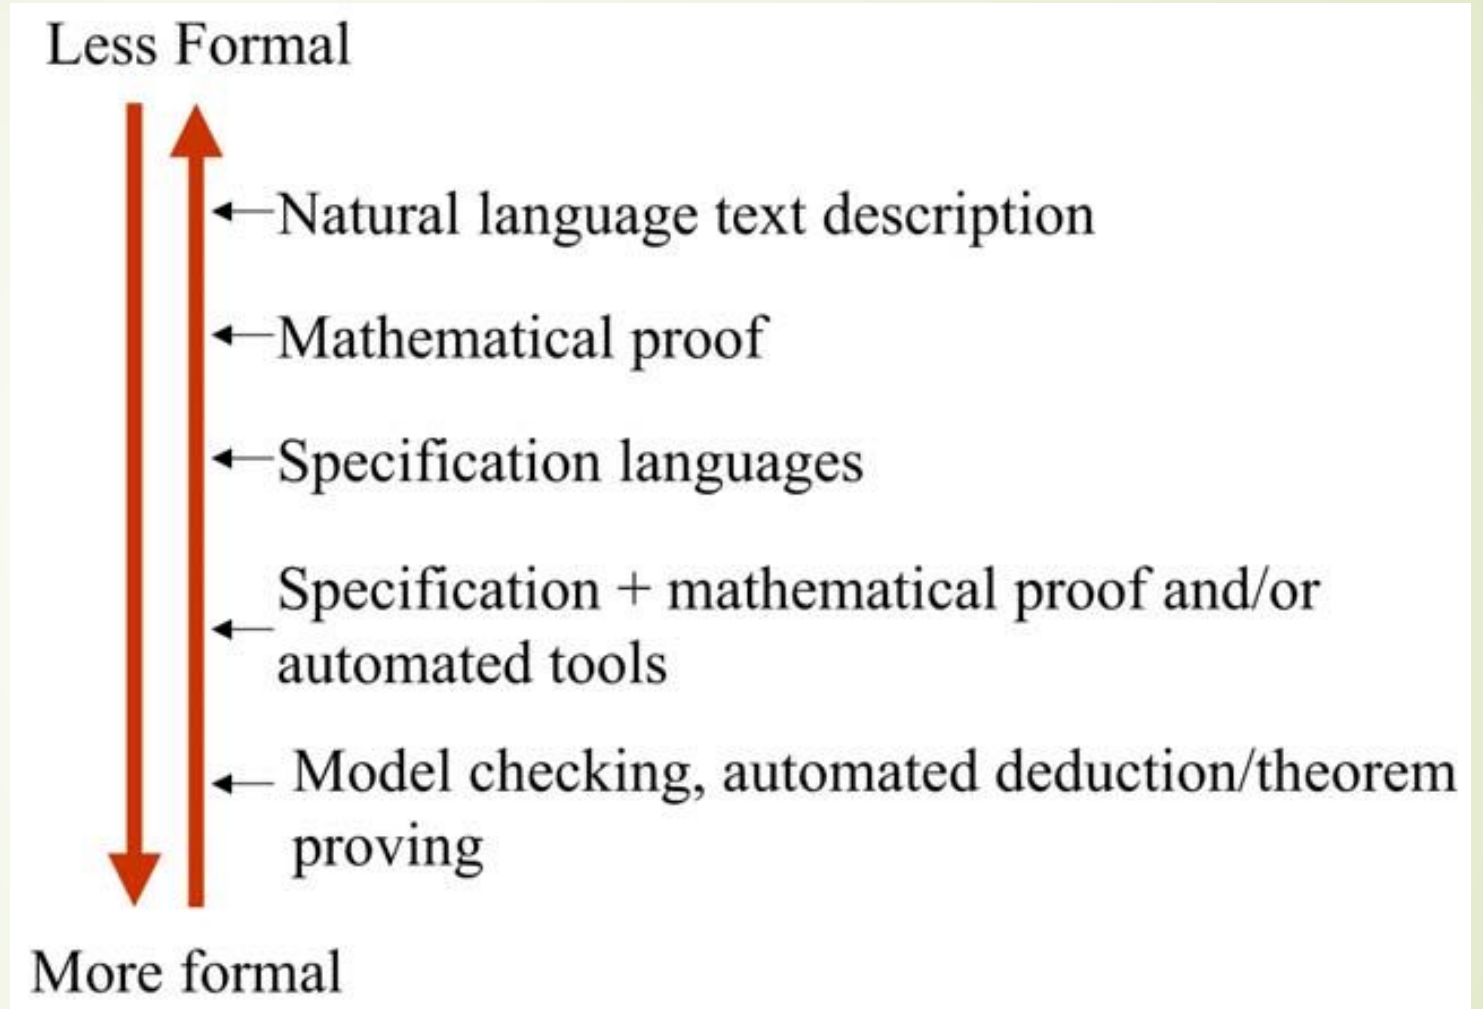 Less Formal
Natural language text description
Mathematical proof
Specification languages
Specification + mathematical proof and/or
automated tools
Model checking, automated deduction/theorem
proving
More formal